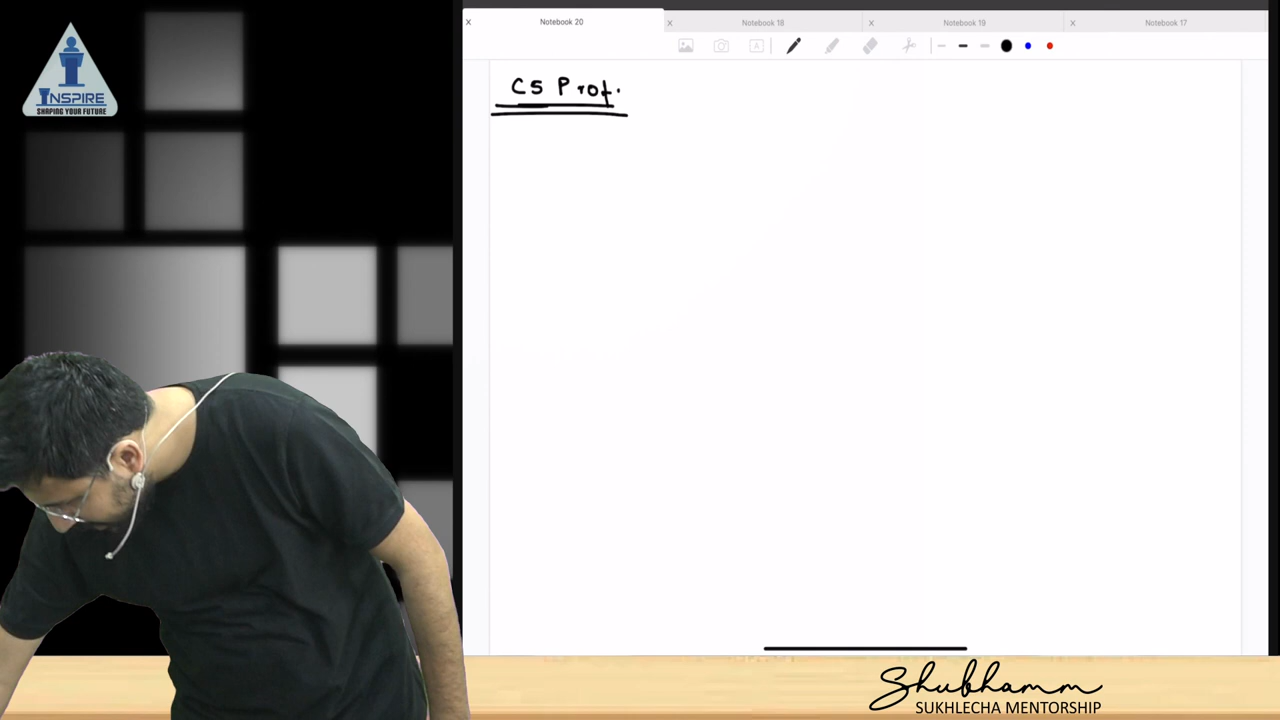 INSPIRE
SHAPING YOUR FUTURE
Notebook 20
Notebook 18
Notebook 19
Notebook 17
A
CS Prof.
Shubhamm
SUKHLECHA MENTORSHIP